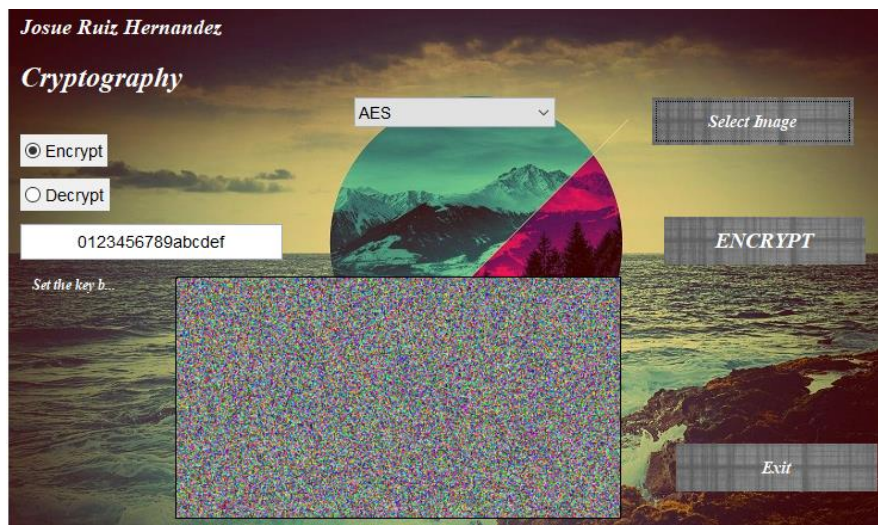 Josue Ruiz Hernandez
Cryptography
AES
Select Image
Encrypt
Decrypt
0123456789abcdef
ENCRYPT
Set the key b...
Exit